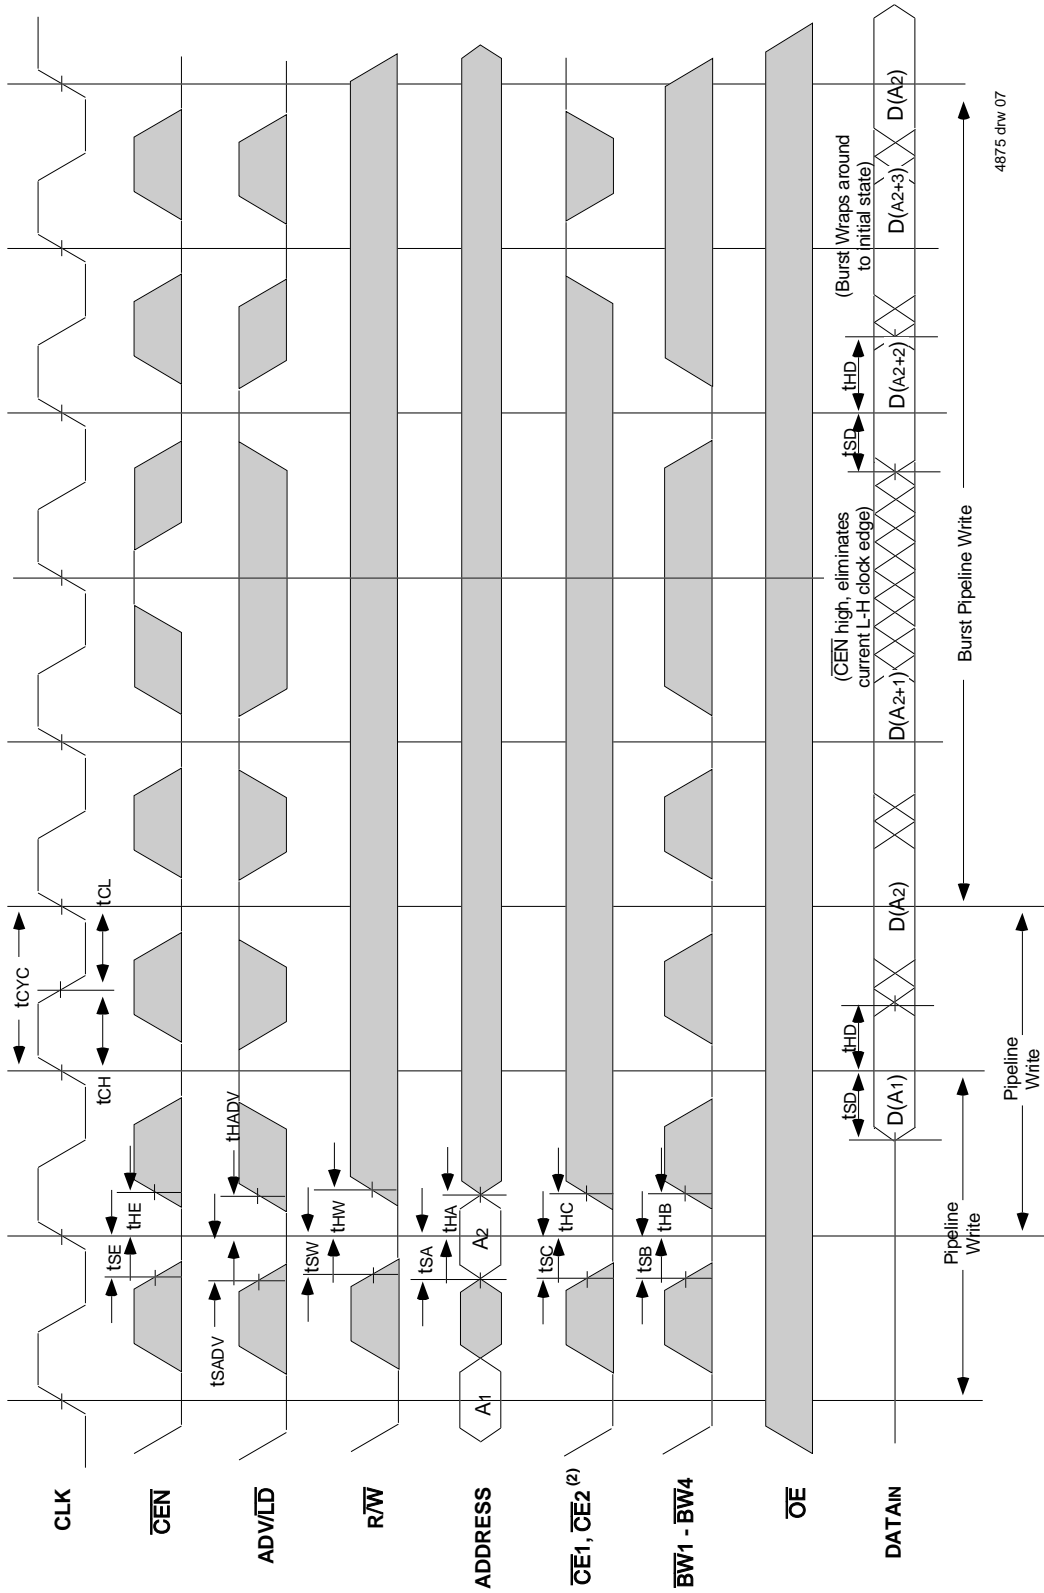 tCYC
tCH
tCL
CLK
tSE
tHE
CEN
tSADV
tHADV
ADV/LD
tSW
tHW
R/W
tSA
tHA
A1
A2
ADDRESS
tSC
tHC
CE1, CE2 (2)
tSB
tHB
BW1 - BW4
OE
(CEN high, eliminates
current L-H clock edge)
(Burst Wraps around
to initial state)
tSD
tHD
tSD
tHD
D(A1)
D(A2)
D(A2+1)
D(A2+2)
D(A2+3)
D(A2)
DATAIN
Burst Pipeline Write
Pipeline
Write
Pipeline
Write
4875 drw 07